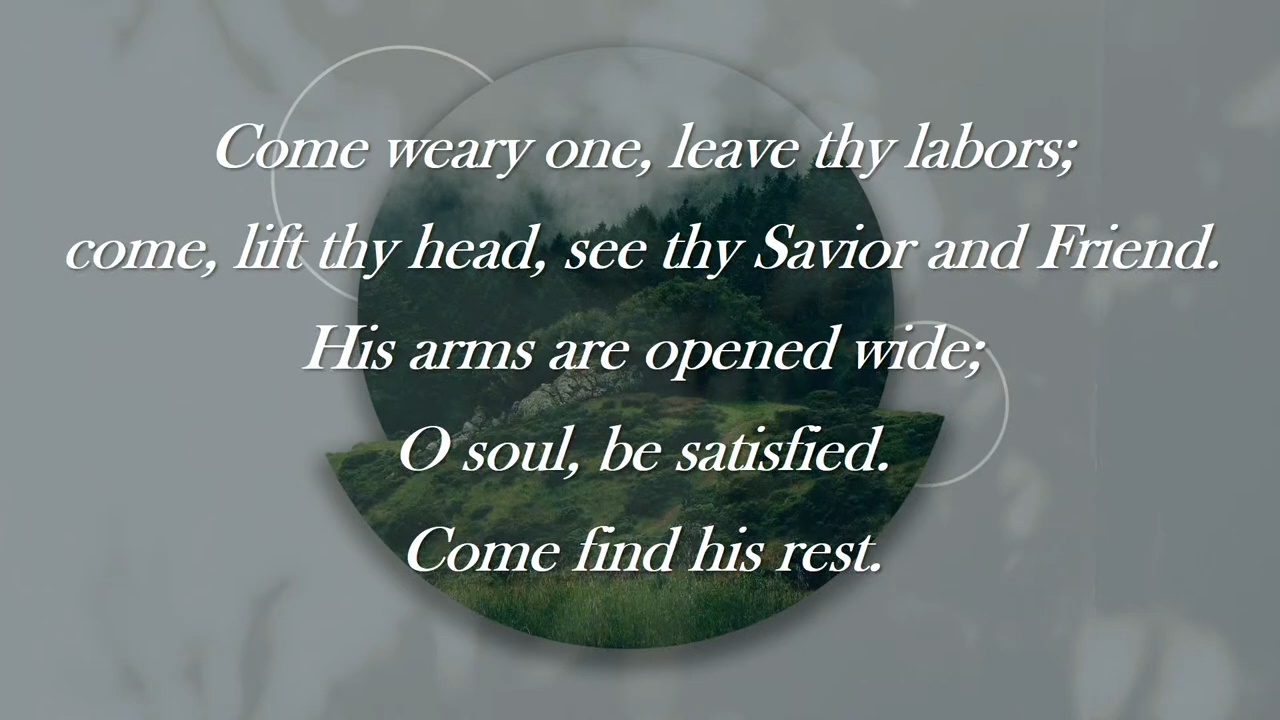 Come weary one, leave thy labors;
come, lift thy head, see thy Savior and Friend.
His arms are opened wide;
O soul, be satisfied.
Come find his rest.